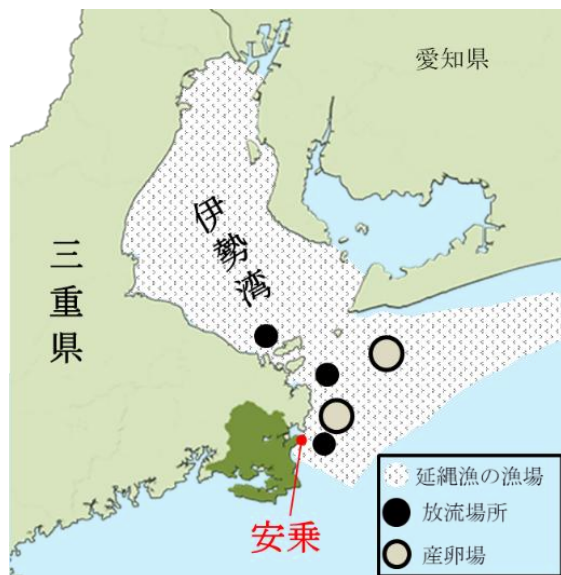 愛知県
伊勢湾
三重県
安乗
延縄漁の漁場
放流場所
産卵場